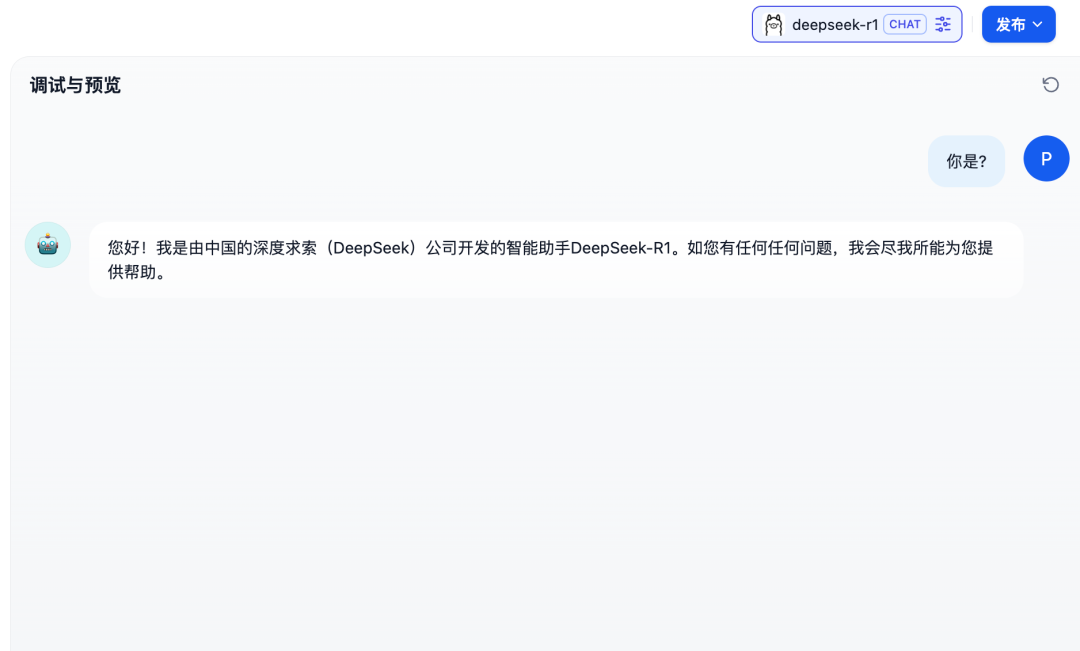 deepseek-r1 CHAT 发布
调试与预览
你是?
P
您好！我是由中国的深度求索（DeepSeek）公司开发的智能助手DeepSeek-R1。如您有任何任何问题，我会尽我所能为您提
供帮助。